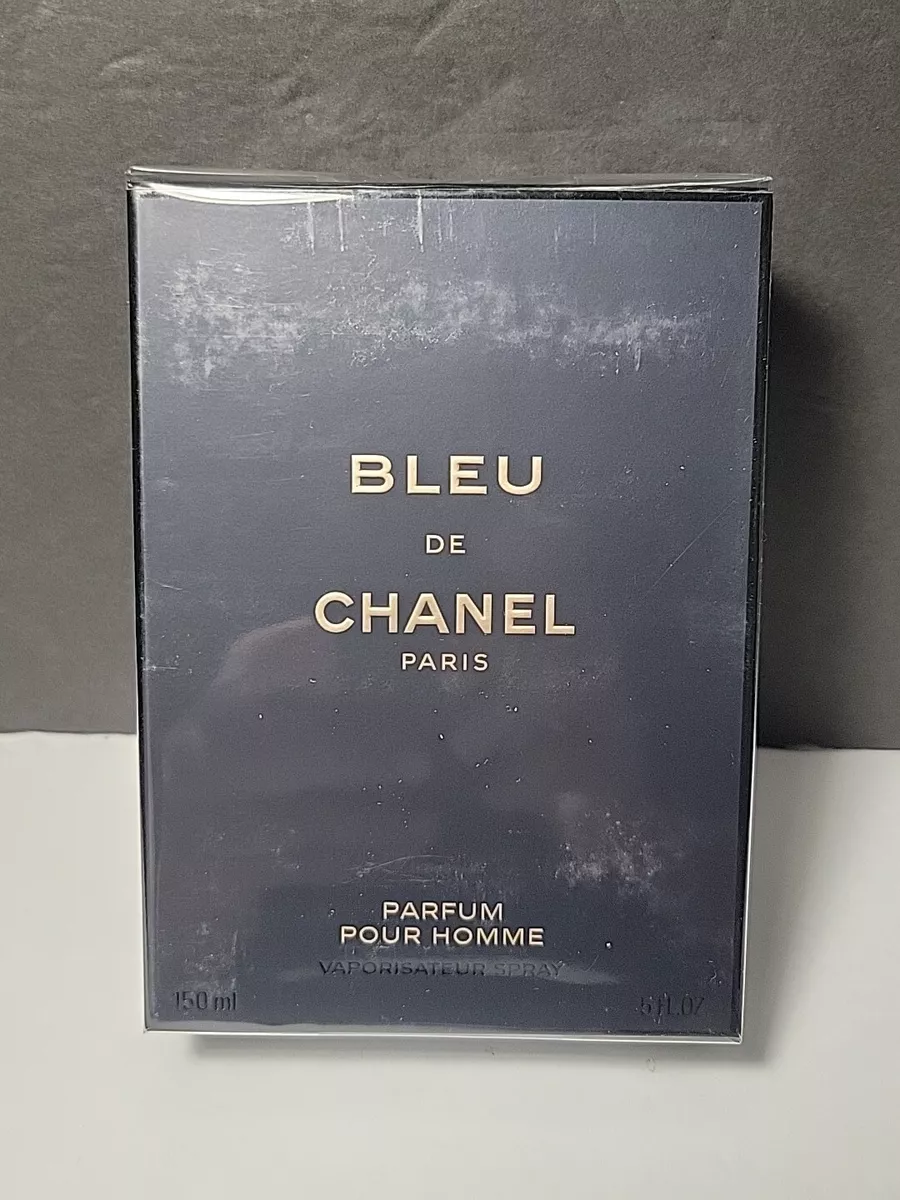 BLEU
DE
CHANEL
PARIS
PARFUM
POUR HOMME
VAPORISATEUR SPRAY
150 ml
5 fl.oz